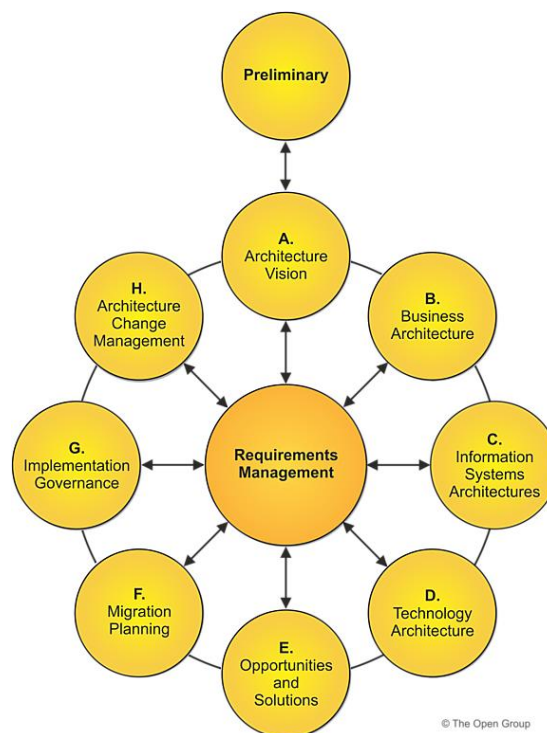 Preliminary
A.
Architecture
Vision
B.
Business
Architecture
C.
Information
Systems
Architectures
D.
Technology
Architecture
E.
Opportunities
and
Solutions
F.
Migration
Planning
G.
Implementation
Governance
H.
Architecture
Change
Management
Requirements
Management
© The Open Group